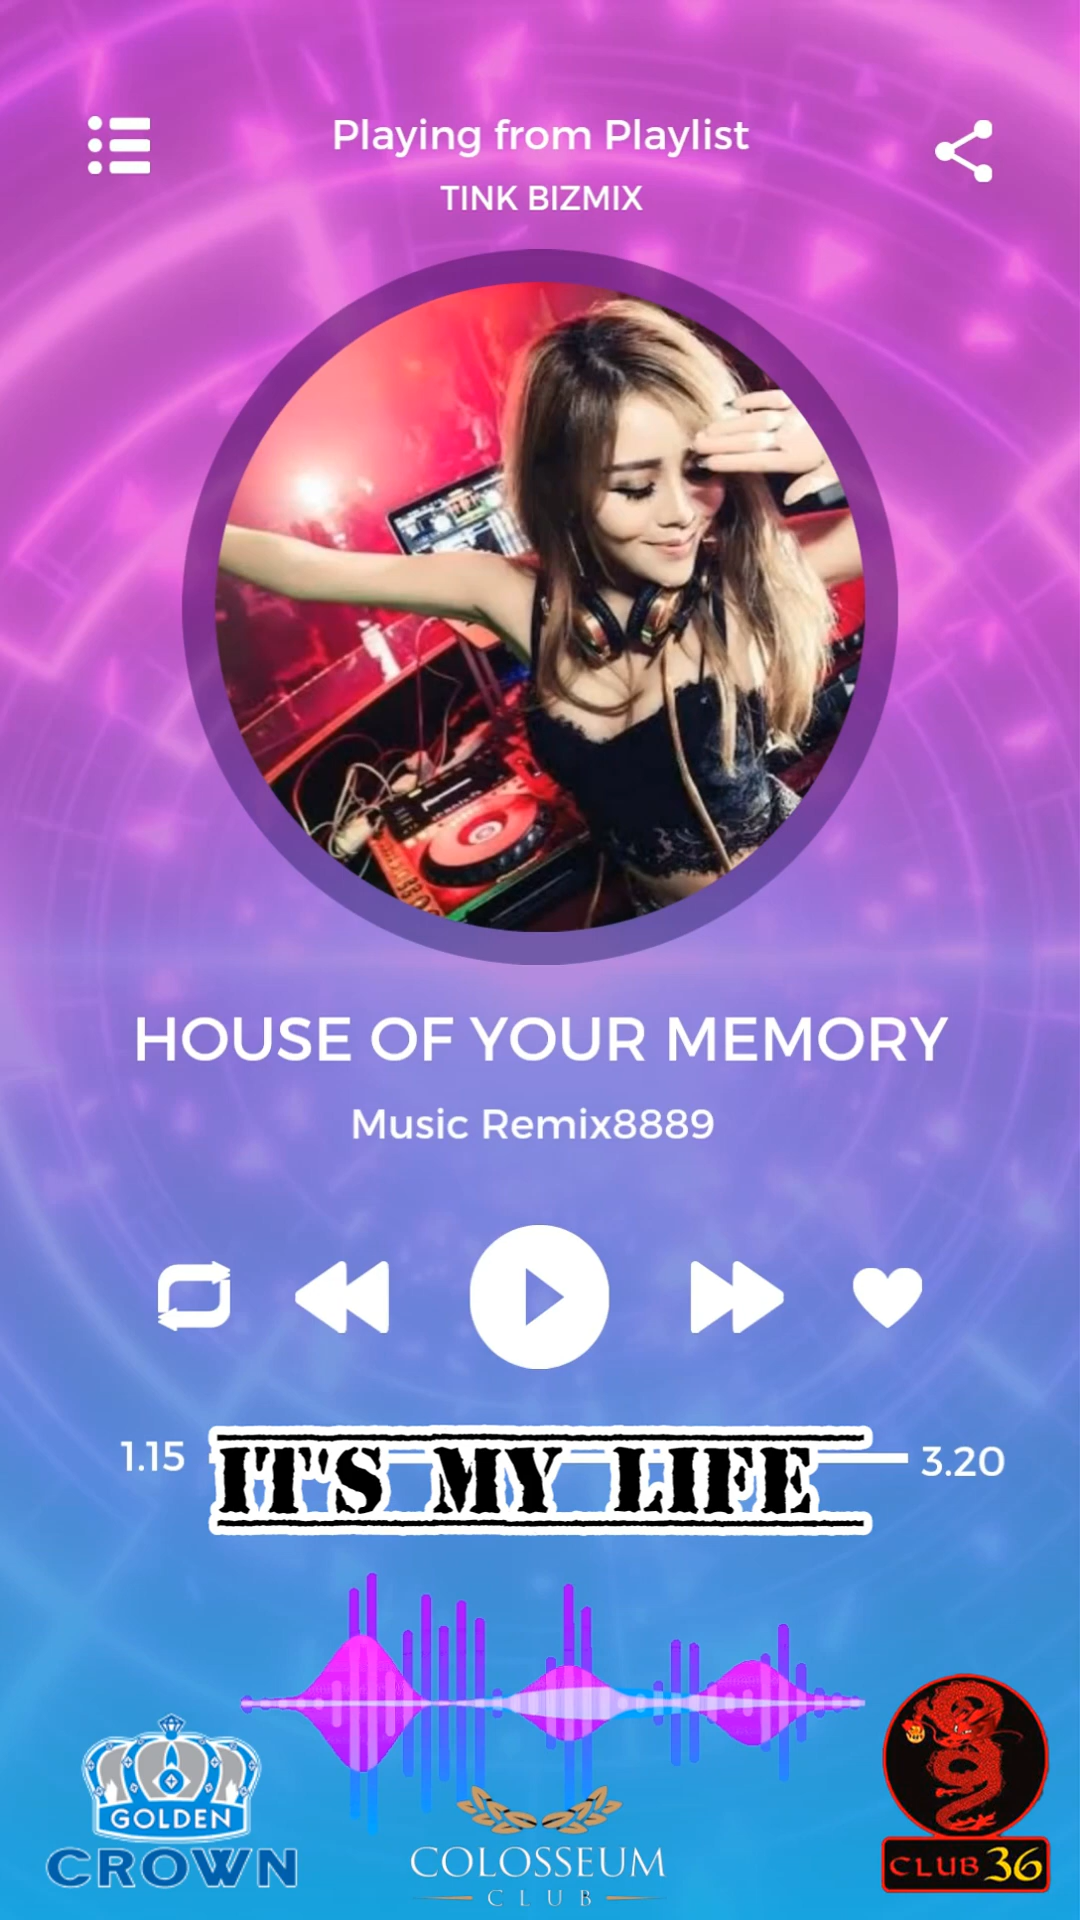 Playing from Playlist
TINK BIZMIX
HOUSE OF YOUR MEMORY
Music Remix8889
1.15
3.20
IT'S MY LIFE
GOLDEN
CROWN
COLOSSEUM
CLUB
CLUB 36